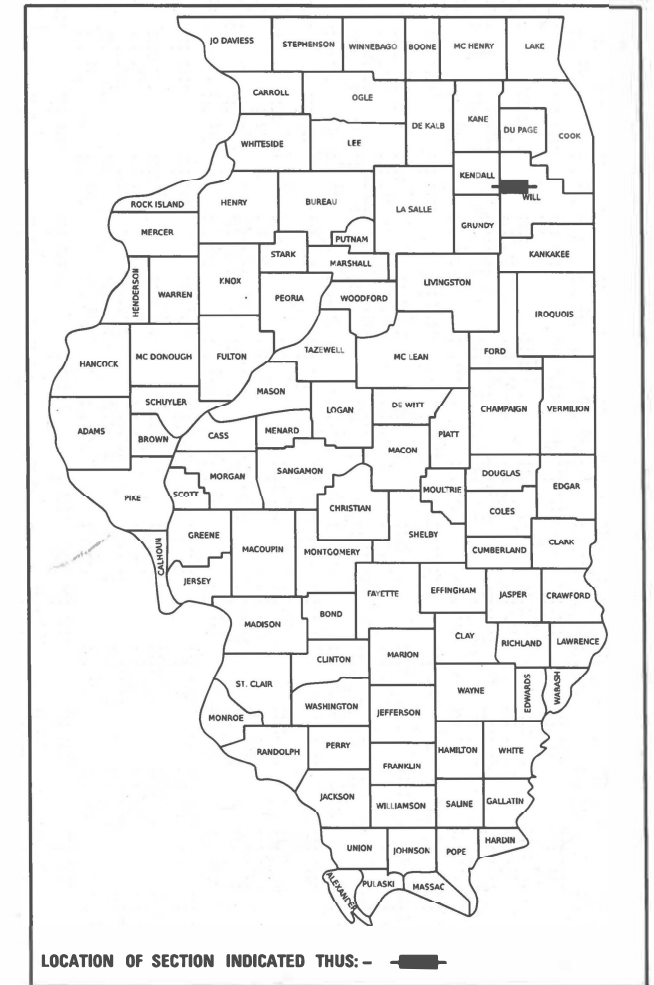 JO DAVIESS
STEPHENSON
WINNEBAGO
BOONE
MC HENRY
LAKE
CARROLL
OGLE
DE KALB
KANE
DU PAGE
COOK
WHITESIDE
LEE
KENDALL
WILL
ROCK ISLAND
HENRY
BUREAU
LA SALLE
GRUNDY
MERCER
PUTNAM
STARK
MARSHALL
KANKAKEE
HENDERSON
WARREN
KNOX
PEORIA
WOODFORD
LIVINGSTON
IROQUOIS
HANCOCK
MC DONOUGH
FULTON
TAZEWELL
MC LEAN
FORD
SCHUYLER
MASON
LOGAN
DE WITT
CHAMPAIGN
VERMILION
ADAMS
BROWN
CASS
MENARD
MACON
PIATT
PIKE
SCOTT
MORGAN
SANGAMON
CHRISTIAN
MOULTRIE
DOUGLAS
EDGAR
COLES
CALHOUN
GREENE
MACOUPIN
MONTGOMERY
SHELBY
CUMBERLAND
CLARK
JERSEY
FAYETTE
EFFINGHAM
JASPER
CRAWFORD
MADISON
BOND
CLAY
RICHLAND
LAWRENCE
CLINTON
MARION
ST. CLAIR
WAYNE
EDWARDS
WABASH
MONROE
WASHINGTON
JEFFERSON
RANDOLPH
PERRY
HAMILTON
WHITE
FRANKLIN
JACKSON
WILLIAMSON
SALINE
GALLATIN
HARDIN
UNION
JOHNSON
POPE
ALEXANDER
PULASKI
MASSAC
LOCATION OF SECTION INDICATED THUS: -